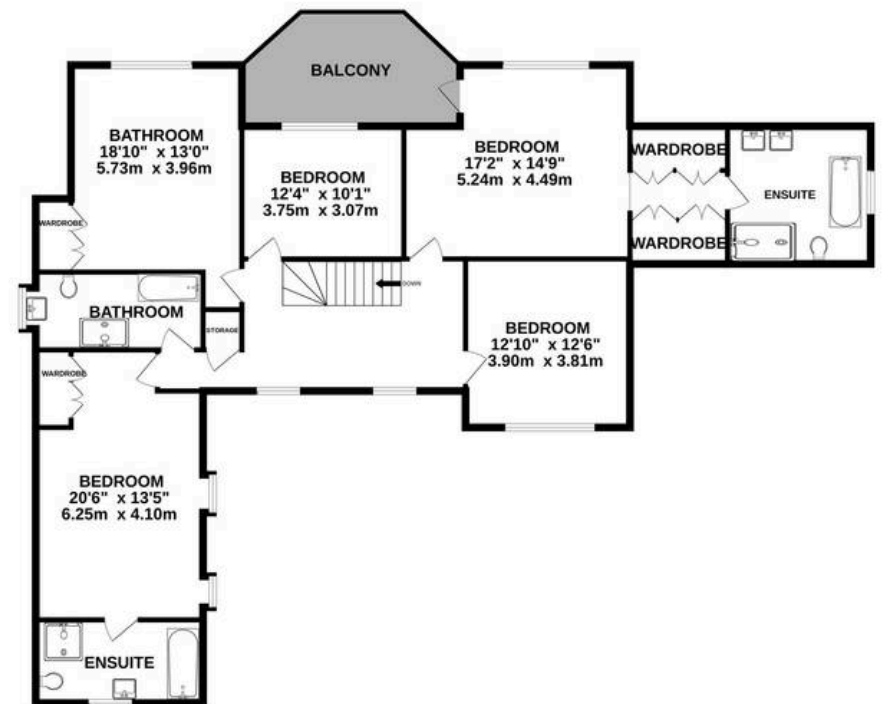 BALCONY
BATHROOM
18'10" x 13'0"
5.73m x 3.96m
BEDROOM
12'4" x 10'1"
3.75m x 3.07m
BEDROOM
17'2" x 14'9"
5.24m x 4.49m
WARDROBE
ENSUITE
WARDROBE
WARDROBE
DOWN
BATHROOM
STORAGE
BEDROOM
12'10" x 12'6"
3.90m x 3.81m
WARDROBE
BEDROOM
20'6" x 13'5"
6.25m x 4.10m
ENSUITE